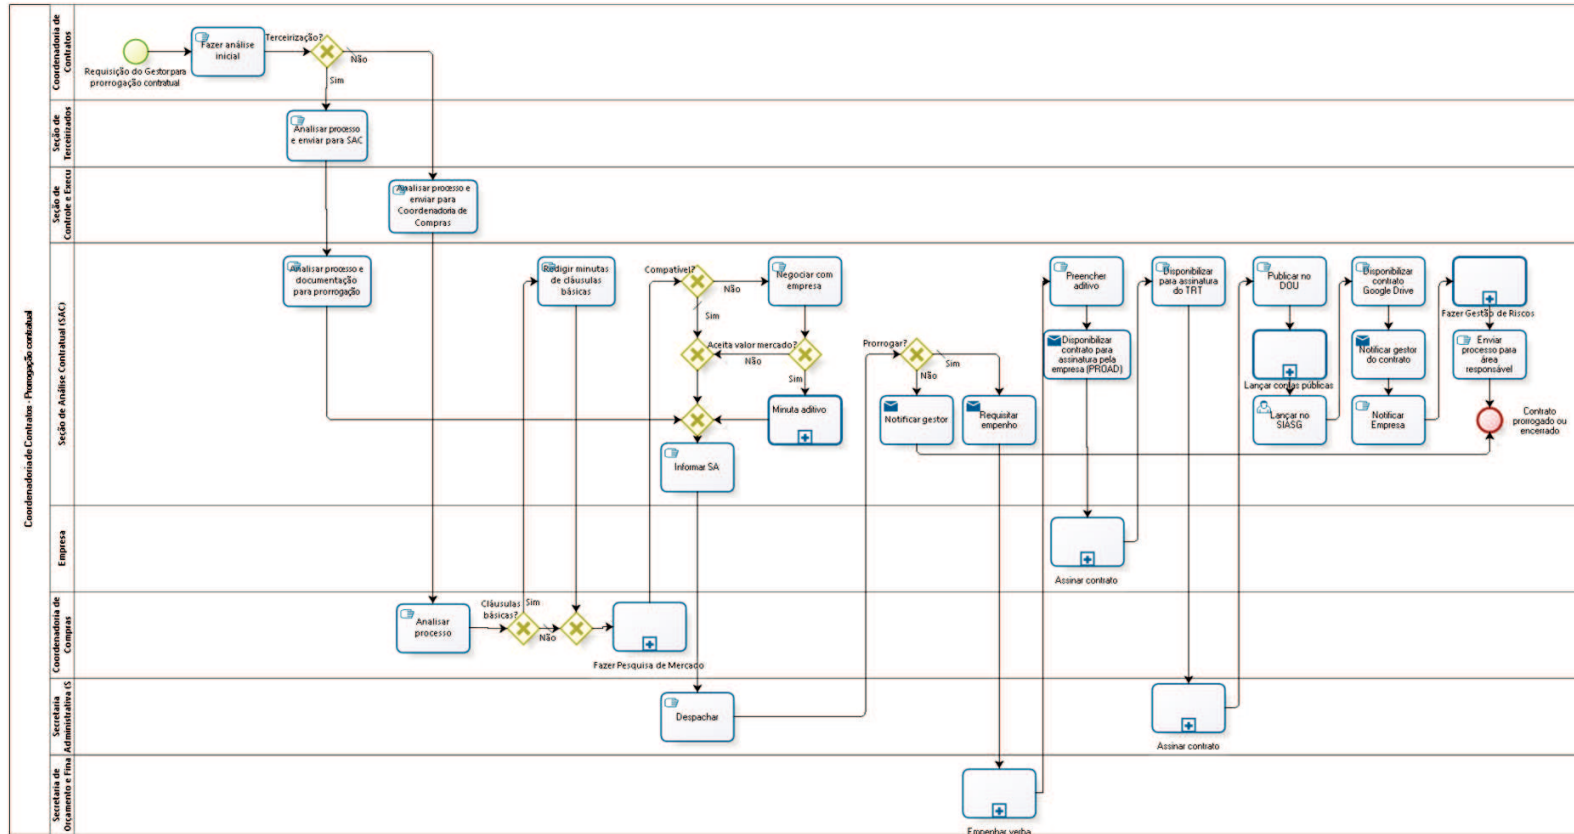 Coordenadoria de Contratos - Prorrogação contratual
Coordenadoria de
Contratos
Requisição do Gestor para
prorrogação contratual
Fazer análise
inicial
Terceirização?
Não
Sim
Seção de
Terceirizados
Analisar processo
e enviar para SAC
Seção de
Controle e Execu
Analisar processo e
enviar para
Coordenadoria de
Compras
Seção de Análise Contratual (SAC)
Analisar processo e
documentação
para prorrogação
Redigir minutas
de cláusulas
básicas
Compatível?
Não
Sim
Negociar com
empresa
Aceita valor mercado?
Não
Sim
Minuta aditivo
Informar SA
Prorrogar?
Sim
Não
Notificar gestor
Requisitar
empenho
Preencher
aditivo
Disponibilizar
contrato para
assinatura pela
empresa (PROAD)
Disponibilizar
para assinatura
do TRT
Publicar no
DOU
Lançar contas públicas
Lançar no
SIASG
Disponibilizar
contrato
Google Drive
Notificar gestor
do contrato
Notificar
Empresa
Fazer Gestão de Riscos
Enviar
processo para
área
responsável
Contrato
prorrogado ou
encerrado
Empresa
Assinar contrato
Coordenadoria de
Compras
Analisar
processo
Cláusulas
básicas?
Sim
Não
Fazer Pesquisa de Mercado
Secretaria
Administrativa (S
Despachar
Assinar contrato
Secretaria de
Orçamento e Fina
Empenhar verba